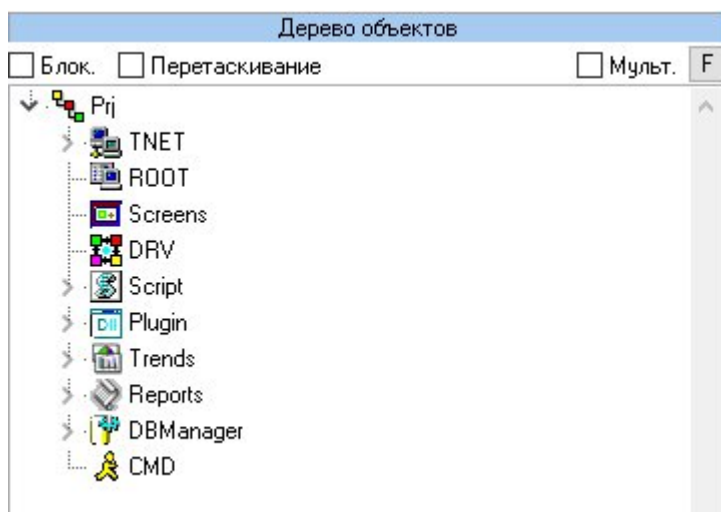 Дерево объектов
Блок. Перетаскивание Мульт. F
Prj
TNET
ROOT
Screens
DRV
Script
Plugin
Trends
Reports
DBManager
CMD